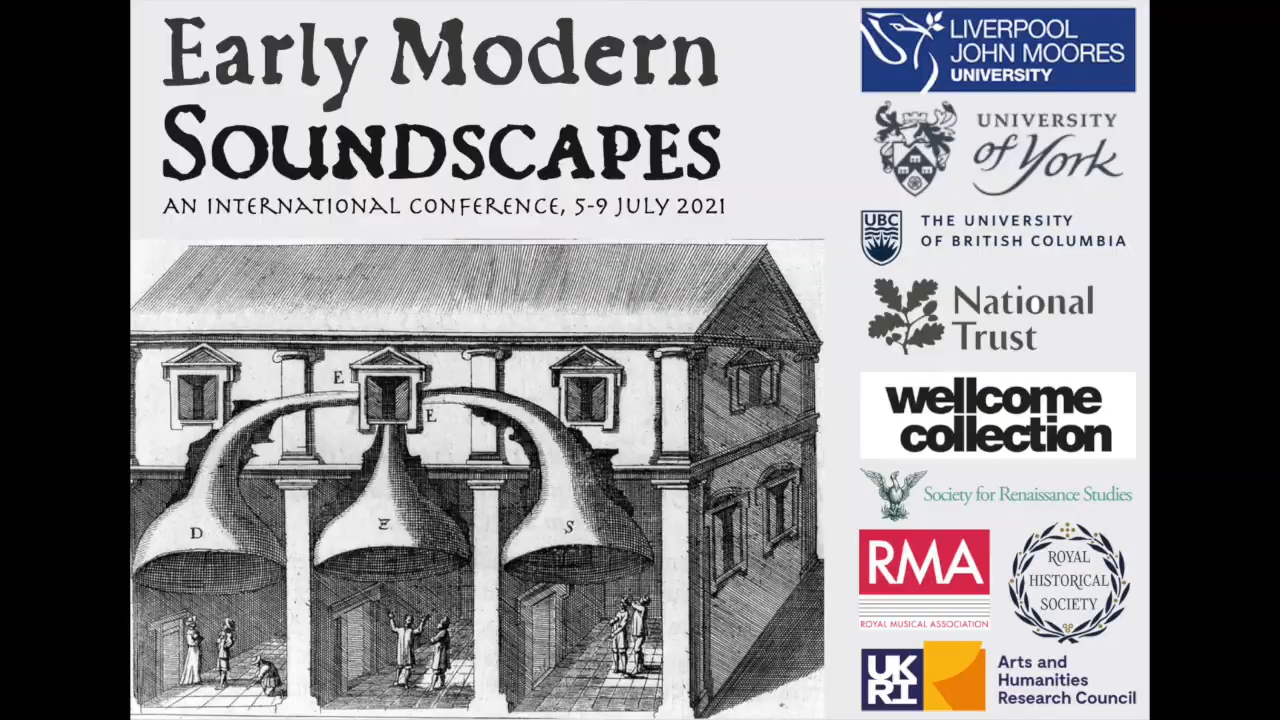 Early Modern
SOUNDSCAPES
AN INTERNATIONAL CONFERENCE, 5-9 JULY 2021
E
E
D
Z
S
LIVERPOOL
JOHN MOORES
UNIVERSITY
UNIVERSITY
of York
UBC
THE UNIVERSITY
OF BRITISH COLUMBIA
National
Trust
wellcome
collection
Society for Renaissance Studies
RMA
ROYAL MUSICAL ASSOCIATION
ROYAL
HISTORICAL
SOCIETY
UK
RI
Arts and
Humanities
Research Council